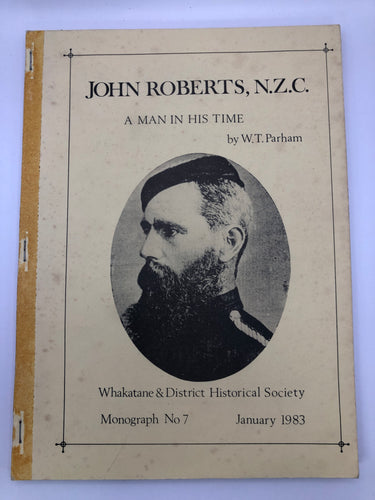 JOHN ROBERTS, N.Z.C.
A MAN IN HIS TIME
by W.T. Parham
Whakatane & District Historical Society
Monograph No 7 January 1983